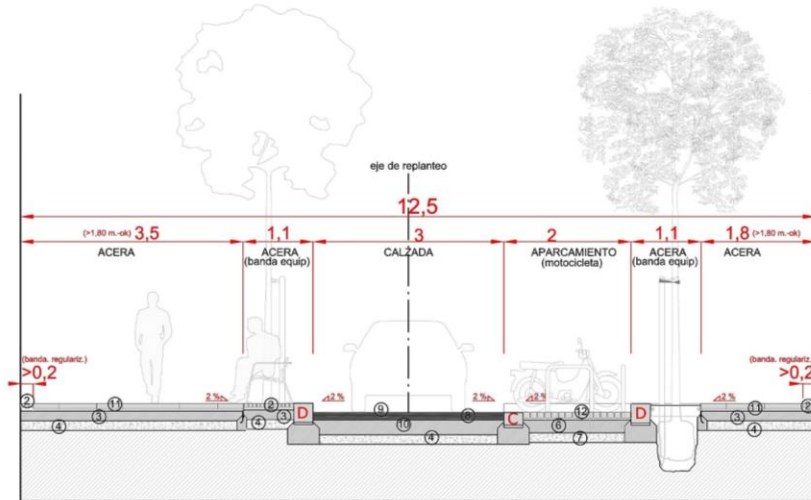 eje de replanteo
12,5
(>1,80 m.-ok) 3,5
1,1
3
2
1,1
1,8 (>1,80 m.-ok)
ACERA
ACERA
(banda equip)
CALZADA
APARCAMIENTO
(motocicleta)
ACERA
(banda equip)
ACERA
(banda. regulariz.)
>0,2
(banda. regulariz.)
>0,2
2 %
2 %
2 %
2 %
2 %
2
11
3
4
2
3
4
D
9
8
10
4
C
12
6
7
D
11
2
3
4